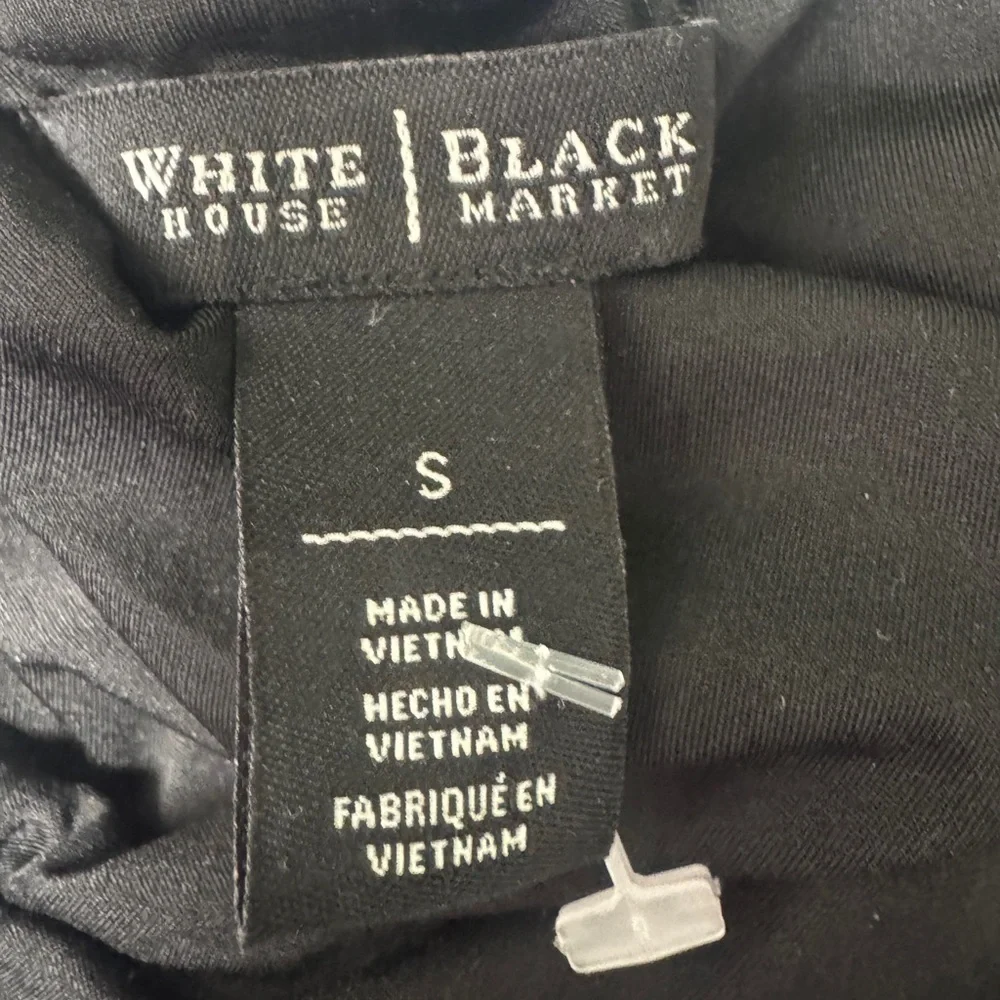 WHITE HOUSE | BLACK MARKET
S
MADE IN
VIETNAM
HECHO EN
VIETNAM
FABRIQUÉ EN
VIETNAM